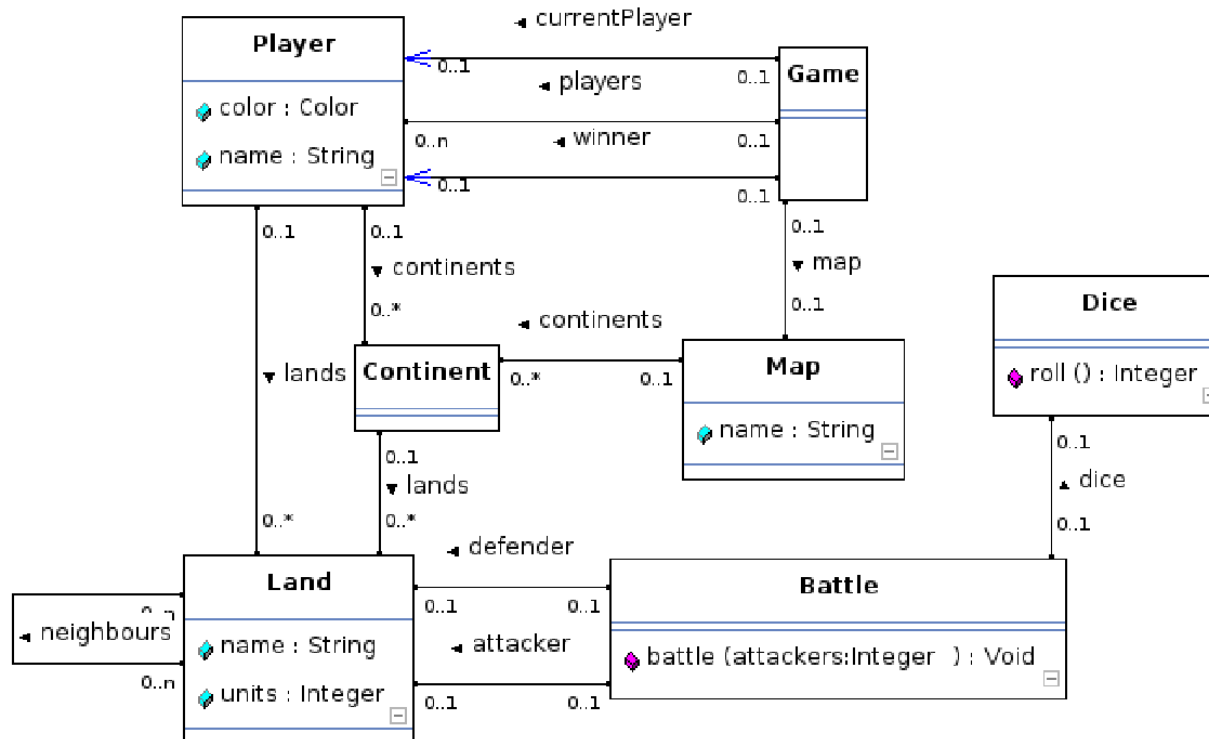 ◄ currentPlayer
Player
0..1
0..1
Game
◄ players
color : Color
name : String
0..n
0..1
◄ winner
0..1
0..1
0..1
0..1
0..1
▼ continents
▼ map
0..*
0..1
◄ continents
Dice
roll () : Integer
▼ lands
Continent
0..*
0..1
Map
name : String
0..1
0..1
▼ lands
▲ dice
0..*
0..*
0..1
◄ defender
Land
Battle
0..n
0..1
0..1
◄ neighbours
name : String
◄ attacker
battle (attackers:Integer ) : Void
0..n
units : Integer
0..1
0..1